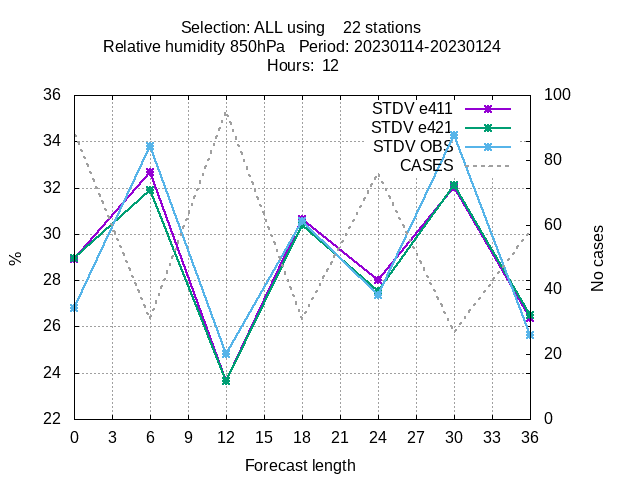 Selection: ALL using    22 stations
Relative humidity 850hPa   Period: 20230114-20230124
Hours:  12
36 100
STDV e411
STDV e421
STDV OBS
CASES
34 80
32
30 60
28 40
26
24 20
22 0
%
No cases
0 3 6 9 12 15 18 21 24 27 30 33 36
Forecast length